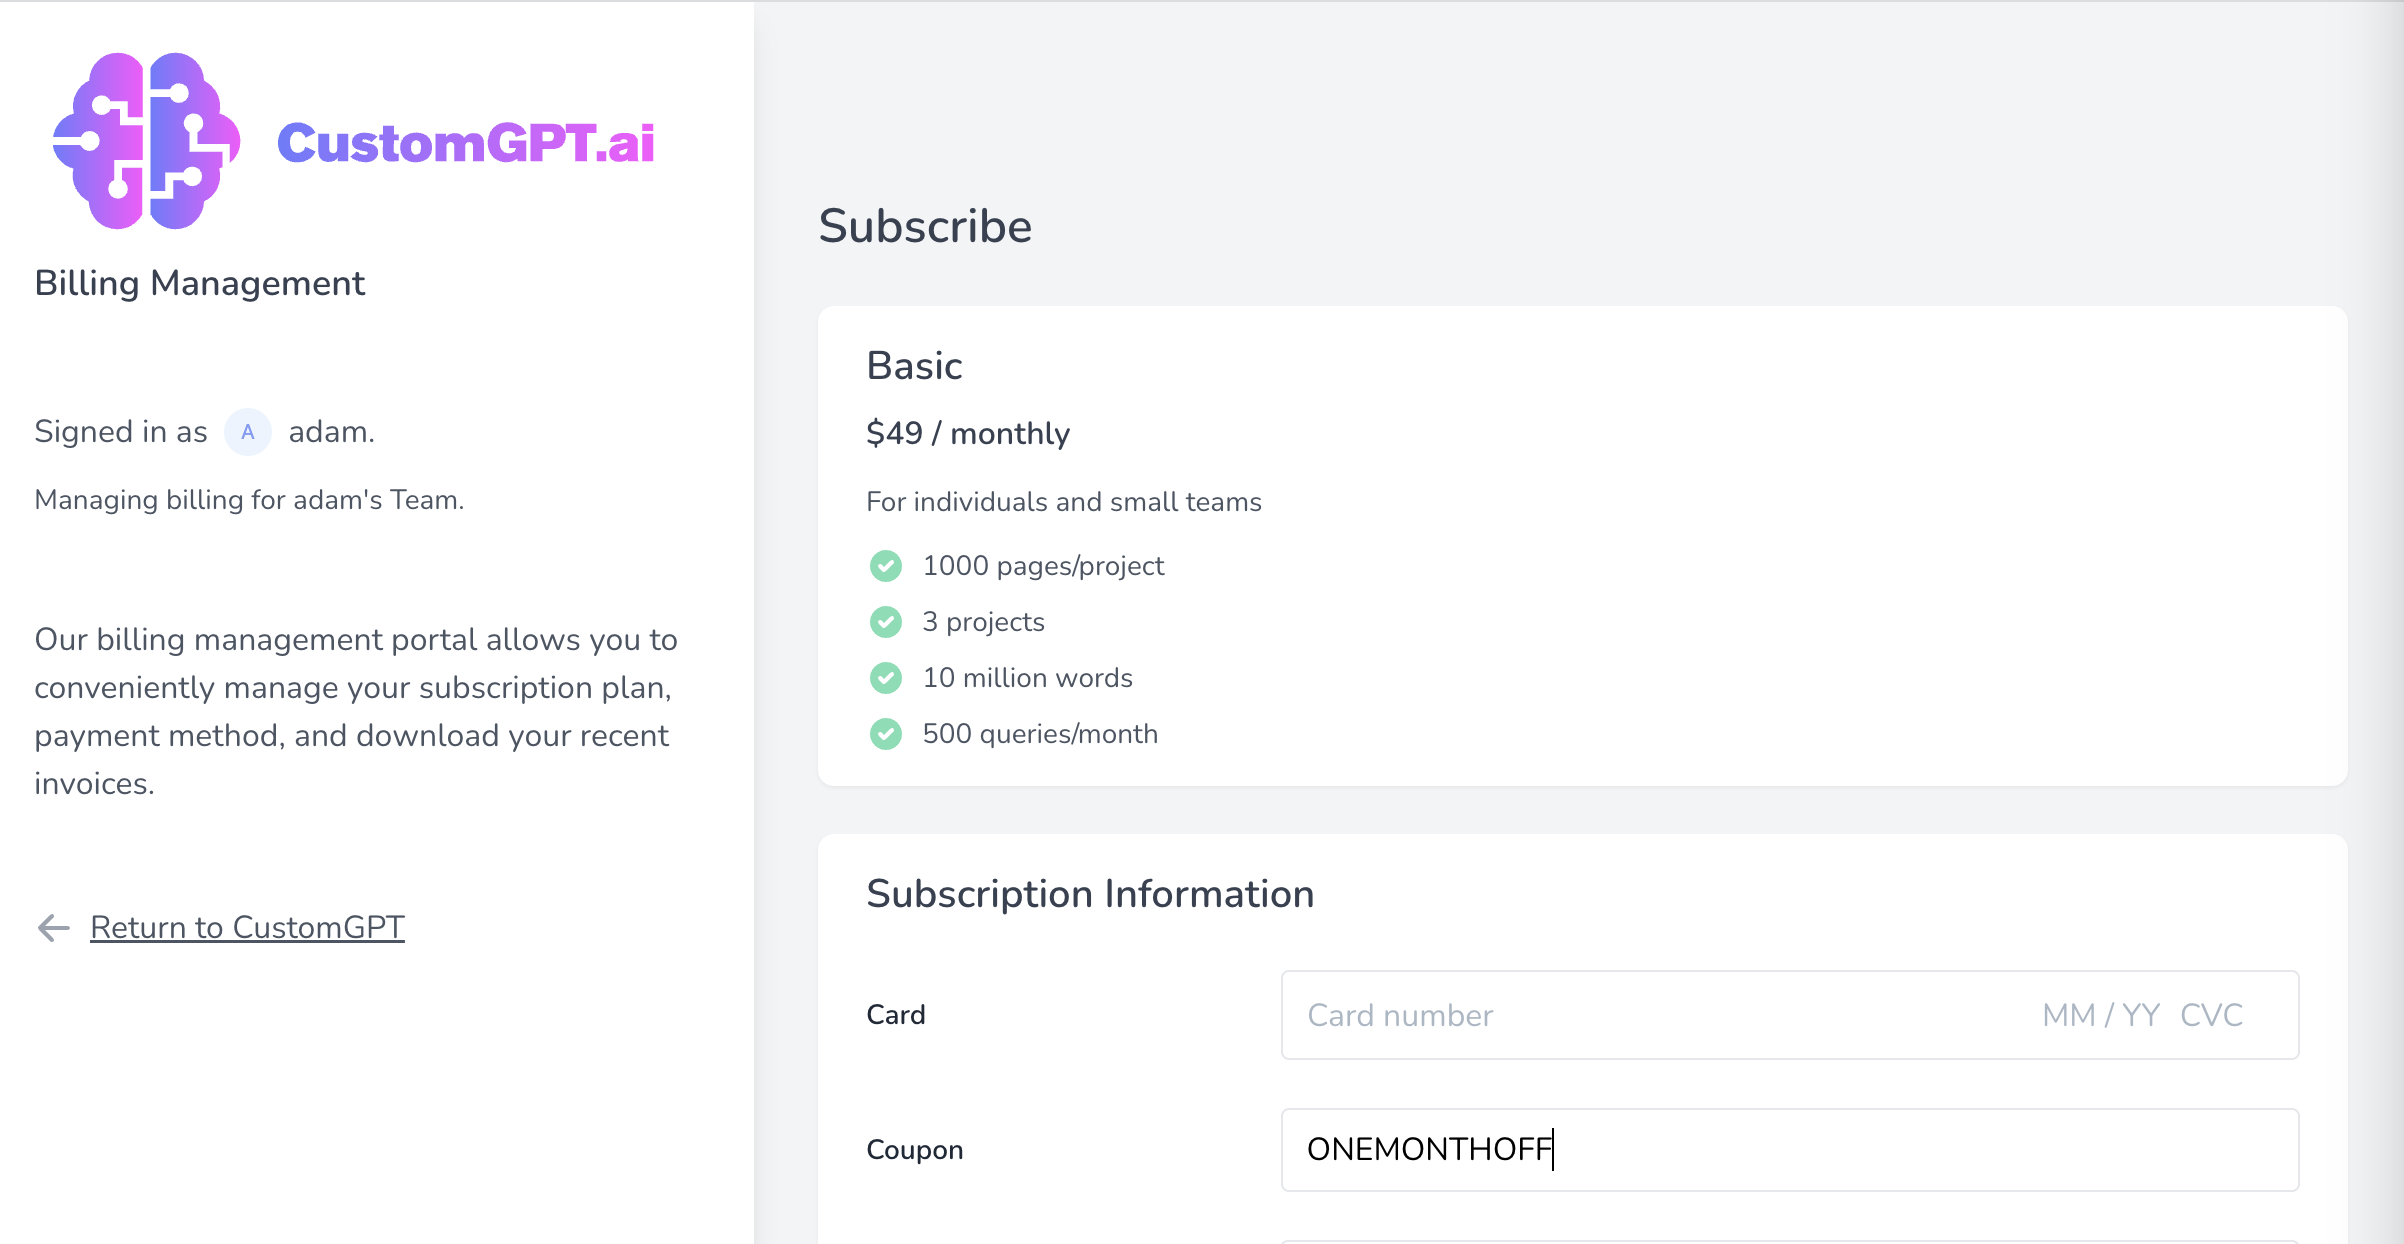 CustomGPT.ai
Billing Management
Signed in as A adam.
Managing billing for adam's Team.
Our billing management portal allows you to
conveniently manage your subscription plan,
payment method, and download your recent
invoices.
Return to CustomGPT
Subscribe
Basic
$49 / monthly
For individuals and small teams
1000 pages/project
3 projects
10 million words
500 queries/month
Subscription Information
Card
Card number MM / YY CVC
Coupon
ONEMONTHOFF